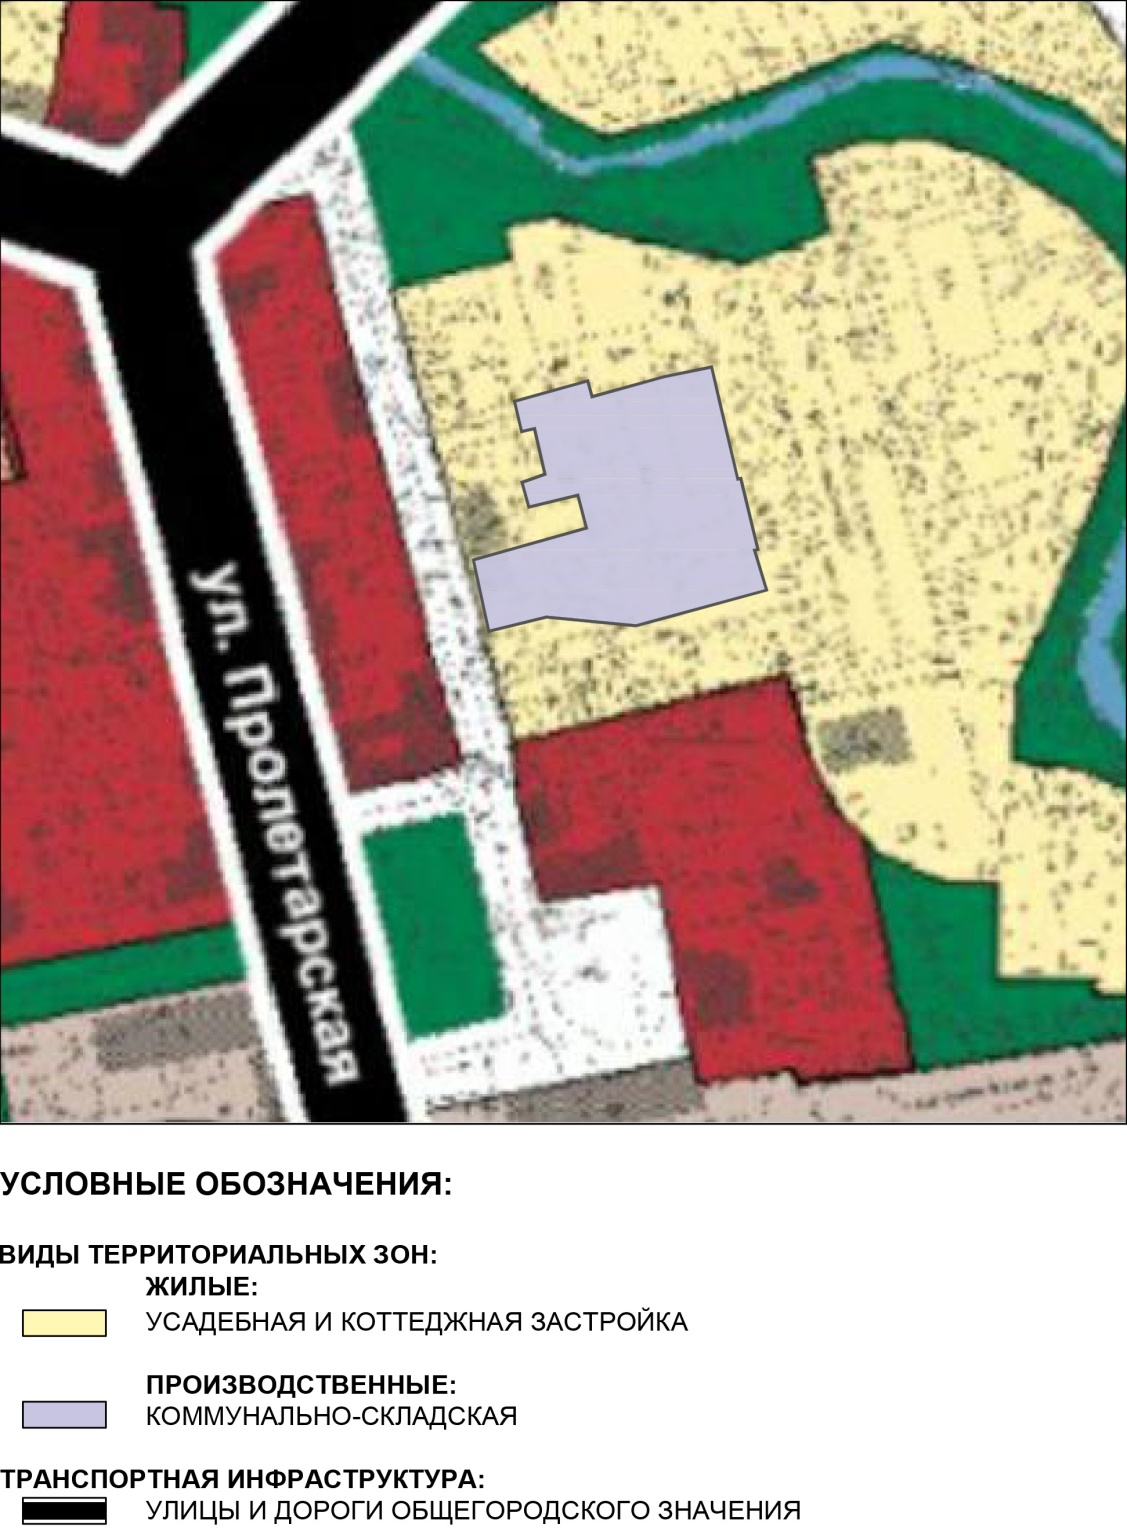 ул. Пролетарская
УСЛОВНЫЕ ОБОЗНАЧЕНИЯ:
ВИДЫ ТЕРРИТОРИАЛЬНЫХ ЗОН:
ЖИЛЫЕ:
УСАДЕБНАЯ И КОТТЕДЖНАЯ ЗАСТРОЙКА
ПРОИЗВОДСТВЕННЫЕ:
КОММУНАЛЬНО-СКЛАДСКАЯ
ТРАНСПОРТНАЯ ИНФРАСТРУКТУРА:
УЛИЦЫ И ДОРОГИ ОБЩЕГОРОДСКОГО ЗНАЧЕНИЯ